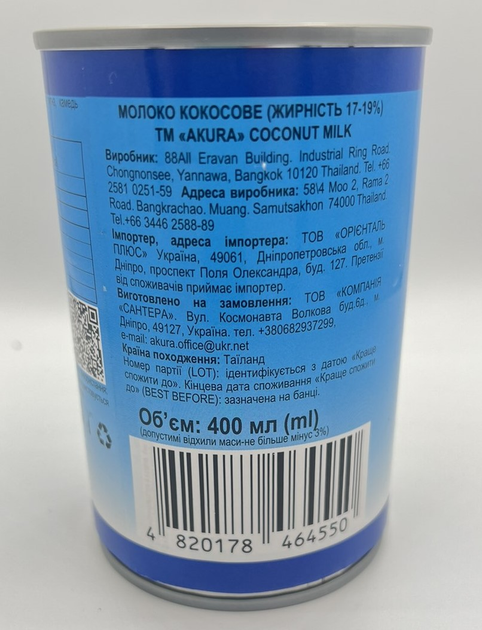 МОЛОКО КОКОСОВЕ (ЖИРНІСТЬ 17-19%)
ТМ «AKURA» COCONUT MILK
Виробник: 88All Eravan Building. Industrial Ring Road.
Chongnonsee, Yannawa, Bangkok 10120 Thailand. Tel. +66
2581 0251-59 Адреса виробника: 58\4 Moo 2, Rama 2
Road. Bangkrachao. Muang. Samutsakhon 74000 Thailand.
Tel.+66 3446 2588-89
Імпортер, адреса імпортера: ТОВ «ОРІЄНТАЛЬ
ПЛЮС» Україна, 49061, Дніпропетровська обл., м.
Дніпро, проспект Поля Олександра, буд. 127. Претензії
від споживачів приймає імпортер.
Виготовлено на замовлення: ТОВ «КОМПАНІЯ
«САНТЕРА». Вул. Космонавта Волкова буд.6д., м.
Дніпро, 49127, Україна. тел. +380682937299.
e-mail: akura.office@ukr.net
Країна походження: Таїланд
Номер партії (LOT): ідентифікується з датою «Краще
спожити до». Кінцева дата споживання «Краще спожити
до» (BEST BEFORE): зазначена на банці.
Об'єм: 400 мл (ml)
(допустимі відхили маси-не більше мінус 3%)
4 820178 464550